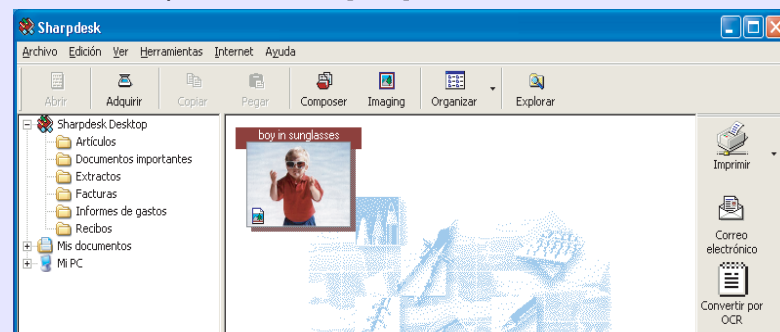 Sharpdesk
Archivo Edición Ver Herramientas Internet Ayuda
Abrir Adquirir Copiar Pegar Composer Imaging Organizar Explorar
Sharpdesk Desktop
Artículos
Documentos importantes
Extractos
Facturas
Informes de gastos
Recibos
Mis documentos
Mi PC
boy in sunglasses
Imprimir
Correo
electrónico
Convertir por
OCR